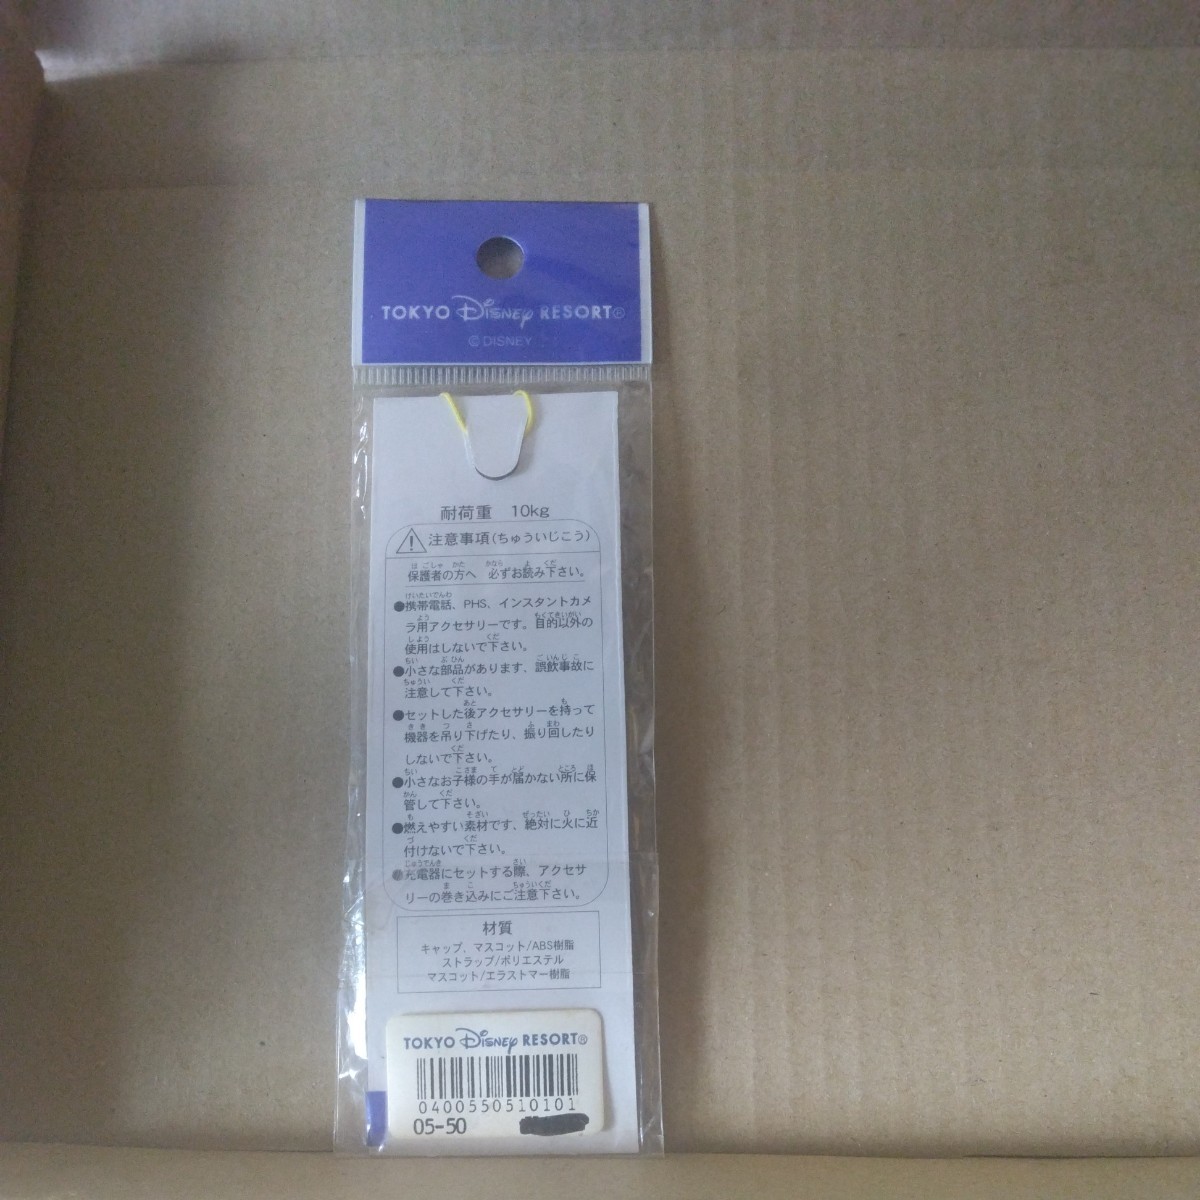 TOKYO Disney RESORT®
©DISNEY
耐荷重 10kg
注意事項(ちゅういじこう)
保護者の方へ 必ずお読み下さい。
●携帯電話、PHS、インスタントカメ
ラ用アクセサリーです。目的以外の
使用はしないで下さい。
●小さな部品があります、誤飲事故に
注意して下さい。
●セットした後アクセサリーを持って
機器を吊り下げたり、振り回したり
しないで下さい。
●小さなお子様の手が届かない所に保
管して下さい。
●燃えやすい素材です、絶対に火に近
付けないで下さい。
●充電器にセットする際、アクセサ
リーの巻き込みにご注意下さい。
材質
キャップ、マスコット/ABS樹脂
ストラップ/ポリエステル
マスコット/エラストマー樹脂
TOKYO Disney RESORT®
0400550510101
05-50